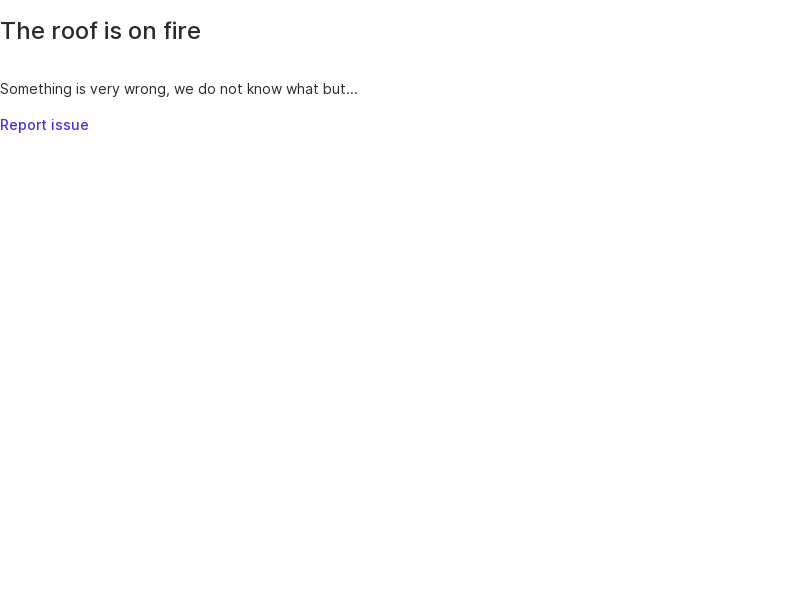 The roof is on fire
Something is very wrong, we do not know what but...
Report issue